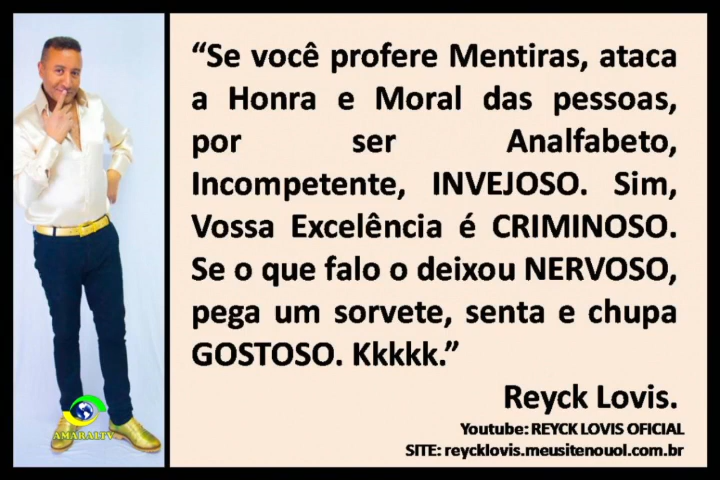 “Se você profere Mentiras, ataca
a Honra e Moral das pessoas,
por ser Analfabeto,
Incompetente, INVEJOSO. Sim,
Vossa Excelência é CRIMINOSO.
Se o que falo o deixou NERVOSO,
pega um sorvete, senta e chupa
GOSTOSO. Kkkkk.”
Reyck Lovis.
Youtube: REYCK LOVIS OFICIAL
SITE: reycklovis.meusitenouol.com.br
AMARALTV